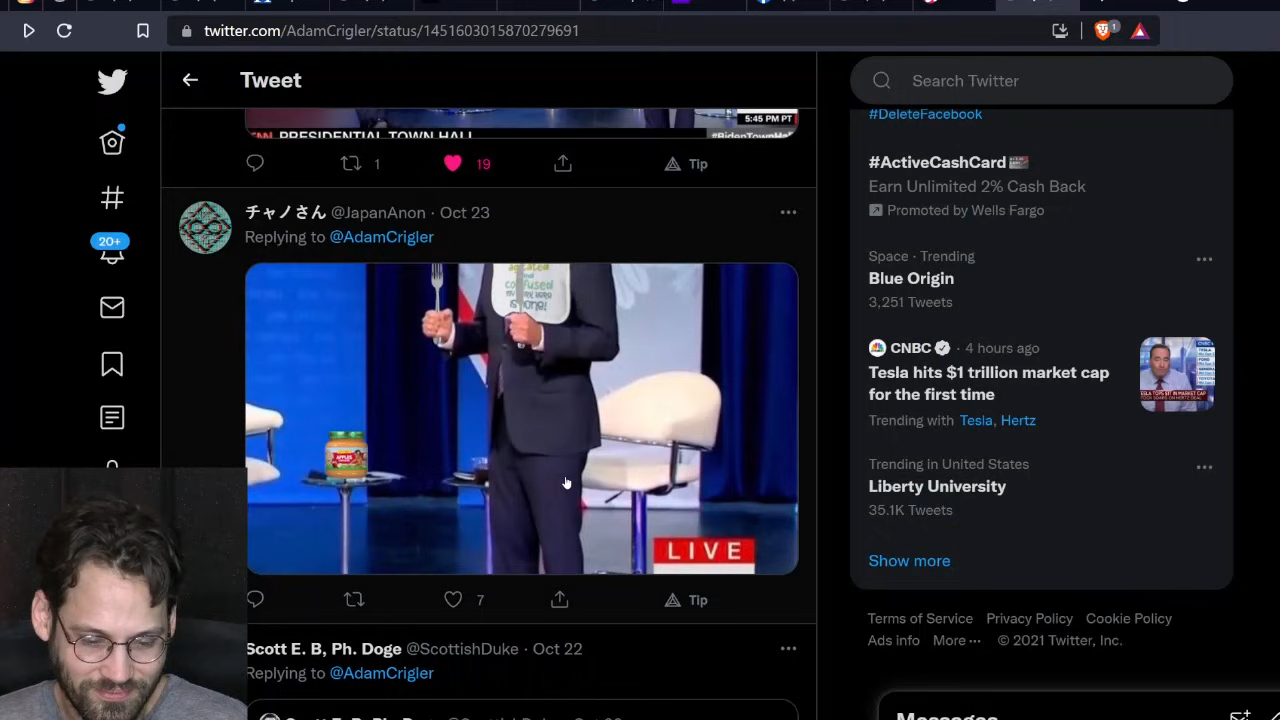 twitter.com/AdamCrigler/status/1451603015870279691
1
Tweet
Search Twitter
5:45 PM PT
PRESIDENTIAL TOWN HALL
1
19
Tip
チャノさん @JapanAnon · Oct 23
Replying to @AdamCrigler
20+
confused
LIVE
7
Tip
Scott E. B, Ph. Doge @ScottishDuke · Oct 22
Replying to @AdamCrigler
#DeleteFacebook
#ActiveCashCard
Earn Unlimited 2% Cash Back
Promoted by Wells Fargo
Space · Trending
Blue Origin
3,251 Tweets
CNBC · 4 hours ago
Tesla hits $1 trillion market cap
for the first time
Trending with Tesla, Hertz
Trending in United States
Liberty University
35.1K Tweets
Show more
Terms of Service Privacy Policy Cookie Policy
Ads info More ··· © 2021 Twitter, Inc.
Messages